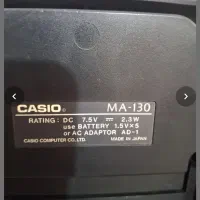 CASIO® MA-130
RATING: DC 7.5V ⎓ 2.3W
use BATTERY 1.5V×5
or AC ADAPTOR AD-1
CASIO COMPUTER CO.,LTD. MADE IN JAPAN